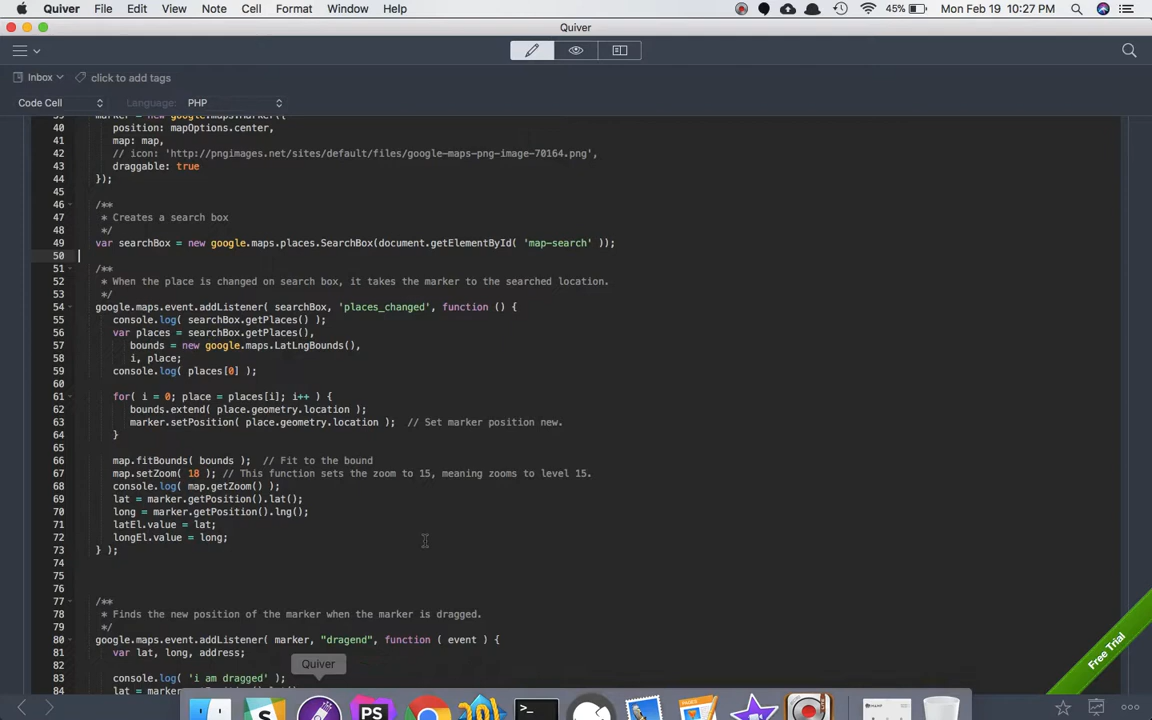 Quiver File Edit View Note Cell Format Window Help 45% Mon Feb 19 10:27 PM
Quiver
Inbox click to add tags
Code Cell Language: PHP
39 marker = new google.maps.Marker({
40 position: mapOptions.center,
41 map: map,
42 // icon: 'http://pngimages.net/sites/default/files/google-maps-png-image-70164.png',
43 draggable: true
44 });
45
46 /**
47 * Creates a search box
48 */
49 var searchBox = new google.maps.places.SearchBox(document.getElementById( 'map-search' ));
50
51 /**
52 * When the place is changed on search box, it takes the marker to the searched location.
53 */
54 google.maps.event.addListener( searchBox, 'places_changed', function () {
55 console.log( searchBox.getPlaces() );
56 var places = searchBox.getPlaces(),
57 bounds = new google.maps.LatLngBounds(),
58 i, place;
59 console.log( places[0] );
60
61 for( i = 0; place = places[i]; i++ ) {
62 bounds.extend( place.geometry.location );
63 marker.setPosition( place.geometry.location ); // Set marker position new.
64 }
65
66 map.fitBounds( bounds ); // Fit to the bound
67 map.setZoom( 18 ); // This function sets the zoom to 15, meaning zooms to level 15.
68 console.log( map.getZoom() );
69 lat = marker.getPosition().lat();
70 long = marker.getPosition().lng();
71 latEl.value = lat;
72 longEl.value = long;
73 } );
74
75
76
77 /**
78 * Finds the new position of the marker when the marker is dragged.
79 */
80 google.maps.event.addListener( marker, "dragend", function ( event ) {
81 var lat, long, address;
82
83 console.log( 'i am dragged' );
84
Quiver
Free Trial
PS